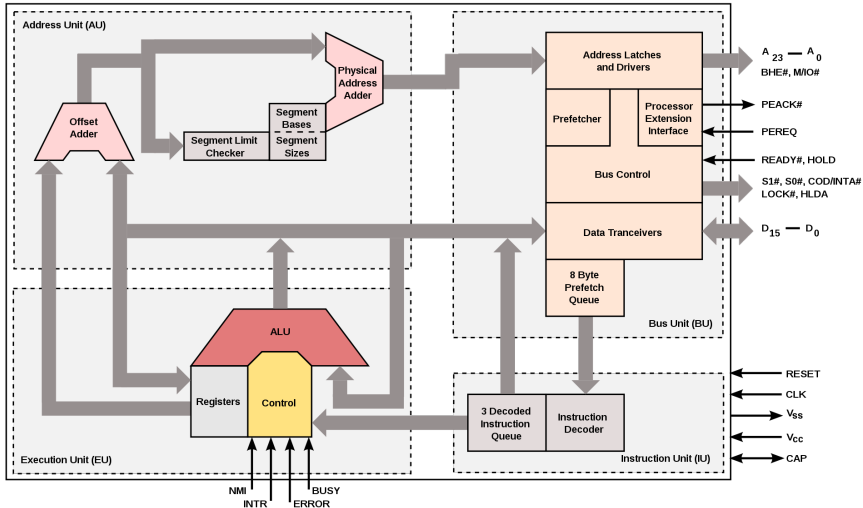 Address Unit (AU)
Physical
Address
Adder
Offset
Adder
Segment
Bases
Segment Limit
Checker
Segment
Sizes
Address Latches
and Drivers
Prefetcher
Processor
Extension
Interface
Bus Control
Data Tranceivers
8 Byte
Prefetch
Queue
Bus Unit (BU)
A 23 — A 0
BHE#, M/IO#
PEACK#
PEREQ
READY#, HOLD
S1#, S0#, COD/INTA#
LOCK#, HLDA
D15 — D0
ALU
Registers
Control
Execution Unit (EU)
3 Decoded
Instruction
Queue
Instruction
Decoder
Instruction Unit (IU)
RESET
CLK
Vss
Vcc
CAP
NMI
INTR
ERROR
BUSY